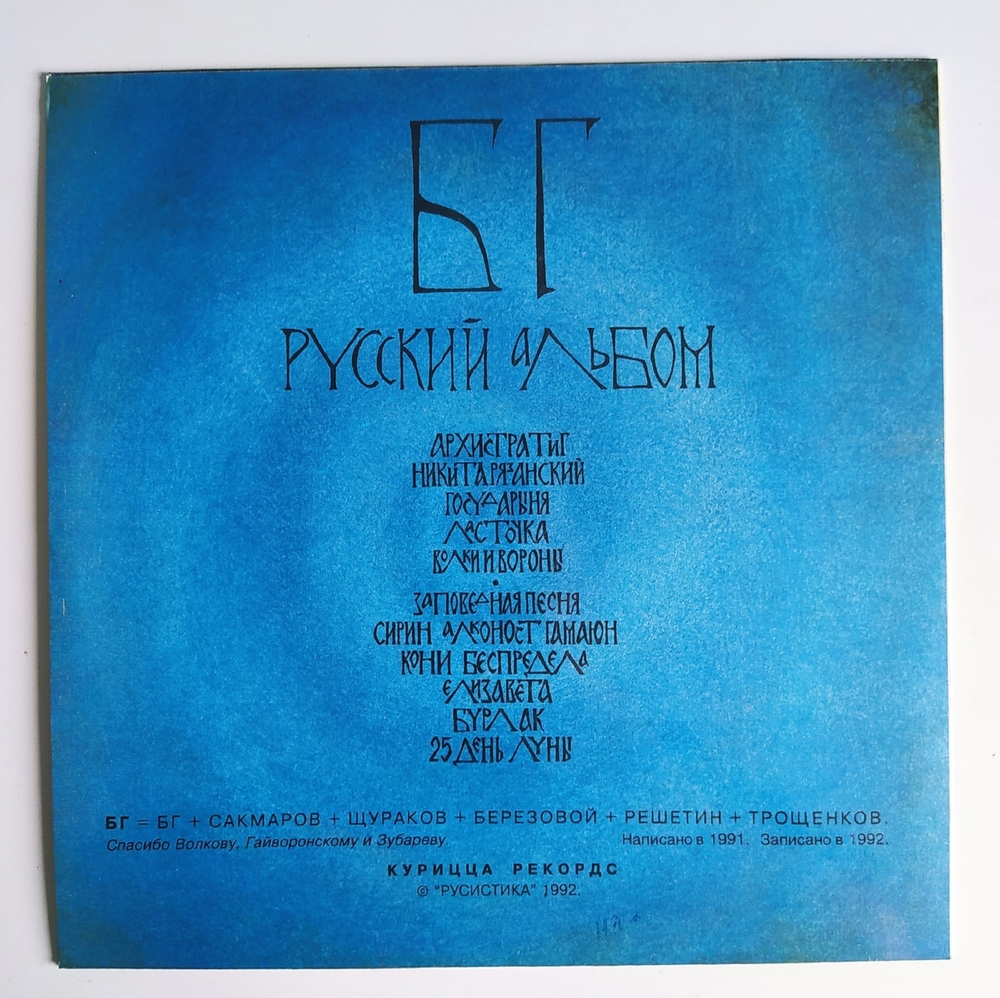 БГ
РУССКИЙ АЛЬБОМ
АРХИСТРАТИГ
НИКИТА РЯЗАНСКИЙ
ГОСУДАРЫНЯ
ЛАСТОЧКА
ВОЛКИ И ВОРОНЫ
•
ЗАПОВЕДНАЯ ПЕСНЯ
СИРИН АЛКОНОСТ ГАМАЮН
КОНИ БЕСПРЕДЕЛА
ЕЛИЗАВЕТА
БУРЛАК
25 ДЕНЬ ЛУНЫ
БГ = БГ + САКМАРОВ + ЩУРАКОВ + БЕРЕЗОВОЙ + РЕШЕТИН + ТРОЩЕНКОВ.
Спасибо Волкову, Гайворонскому и Зубареву. Написано в 1991. Записано в 1992.
КУРИЦЦА РЕКОРДС
© "РУСИСТИКА" 1992.